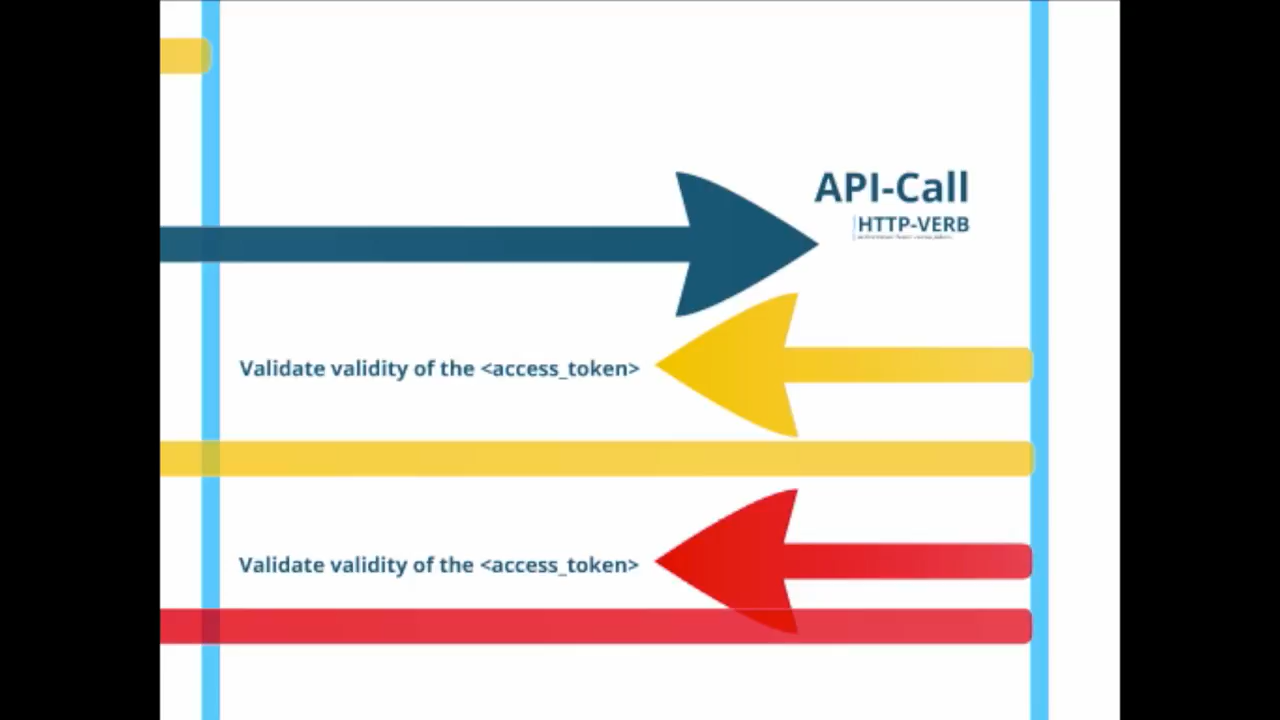 API-Call
HTTP-VERB
Validate validity of the <access_token>
Validate validity of the <access_token>